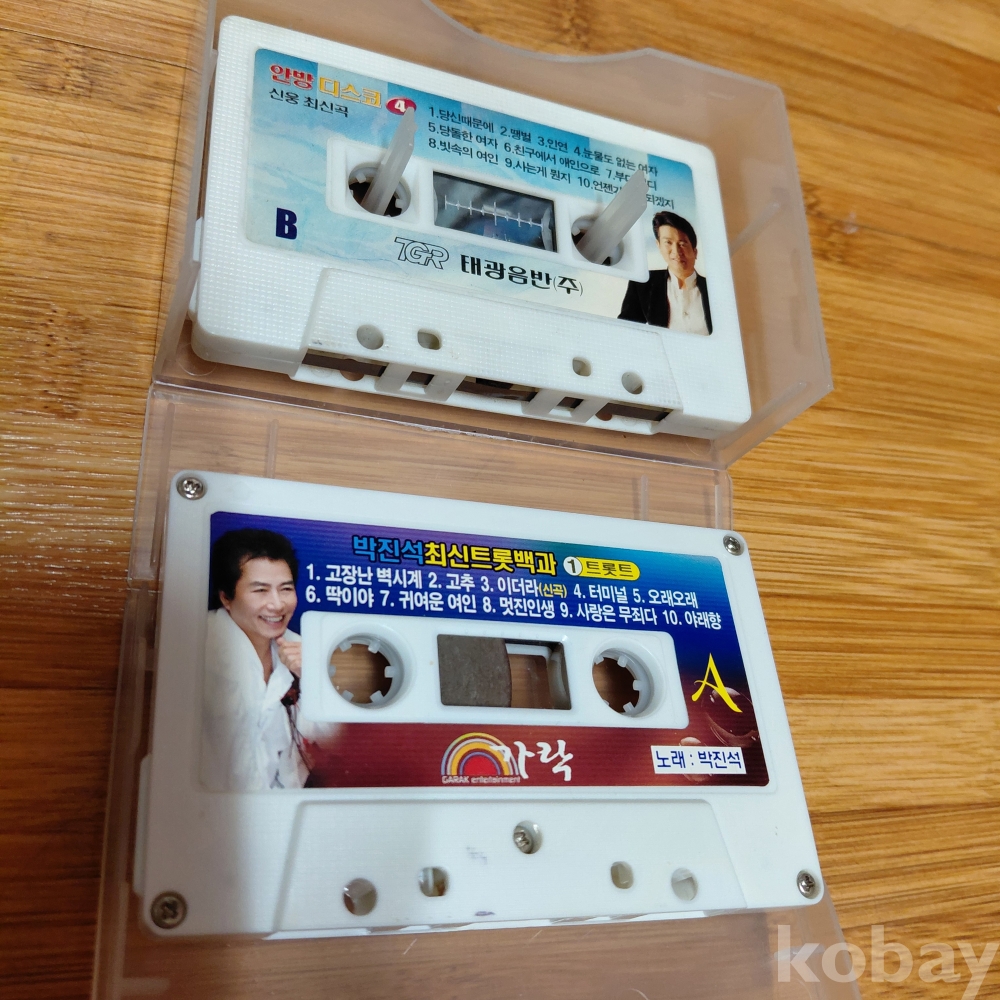 안방 디스코 4
신웅 최신곡
1.당신때문에 2.땡벌 3.인연 4.눈물도 없는 여자
5.당돌한 여자 6.친구에서 애인으로
8.빗속의 여인 9.사는게 뭔지 10.언젠가 되겠지
B
TGR 태광음반(주)
박진석최신트롯백과 1 트롯트
1. 고장난 벽시계 2. 고추 3. 이더라(신곡) 4. 터미널 5. 오래오래
6. 딱이야 7. 귀여운 여인 8. 멋진인생 9. 사랑은 무죄다 10. 야래향
A
가락
GARAK entertainment
노래 : 박진석
kobay